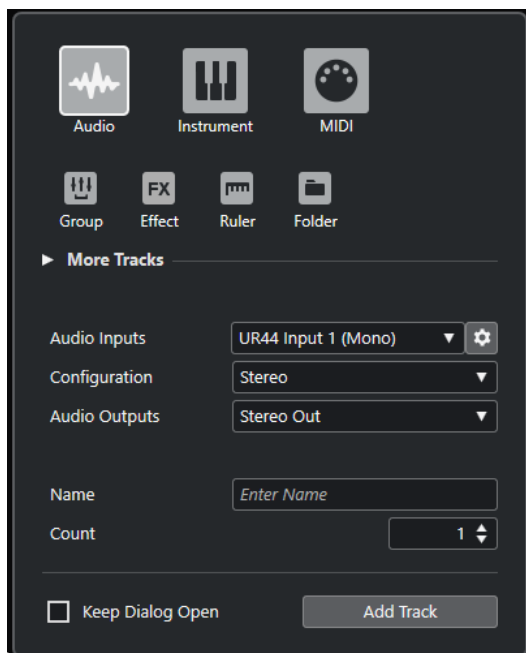 Audio Instrument MIDI
FX
Group Effect Ruler Folder
More Tracks
Audio Inputs UR44 Input 1 (Mono)
Configuration Stereo
Audio Outputs Stereo Out
Name Enter Name
Count 1
Keep Dialog Open Add Track